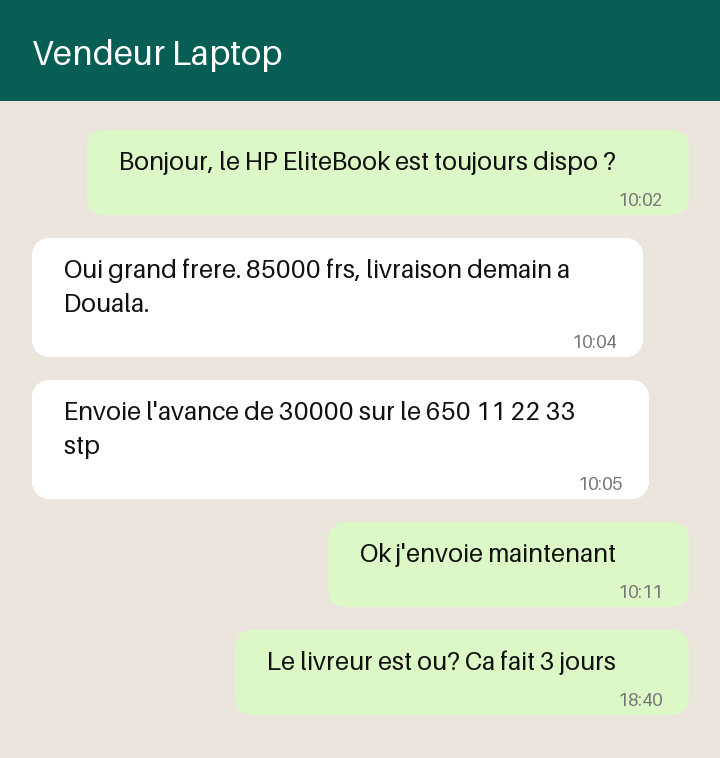 Vendeur Laptop
Bonjour, le HP EliteBook est toujours dispo ?
10:02
Oui grand frere. 85000 frs, livraison demain a
Douala.
10:04
Envoie l'avance de 30000 sur le 650 11 22 33
stp
10:05
Ok j'envoie maintenant
10:11
Le livreur est ou? Ca fait 3 jours
18:40